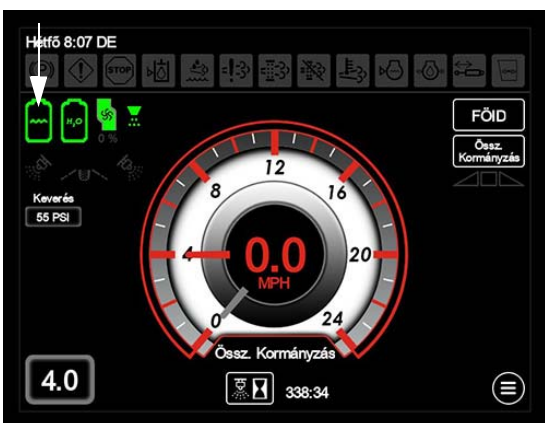 Hétfő 8:07 DE
STOP
H₂O
0 %
FÖlD
Össz.
Kormányzás
Keverés
55 PSI
0
4
8
12
16
20
24
0.0
MPH
Össz. Kormányzás
4.0
338:34